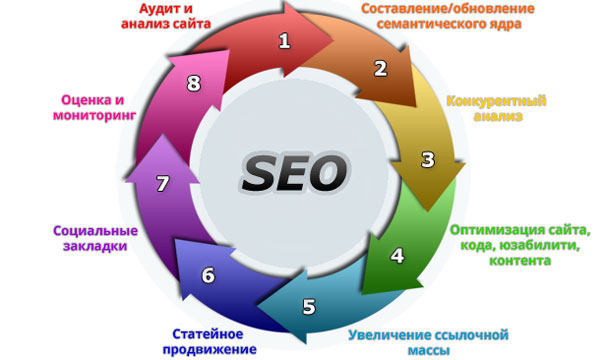 Аудит и
анализ сайта
1
Составление/обновление
семантического ядра
2
Конкурентный
анализ
3
Оптимизация сайта,
кода, юзабилити,
контента
4
Увеличение ссылочной
массы
5
Статейное
продвижение
6
Социальные
закладки
7
Оценка и
мониторинг
8
SEO